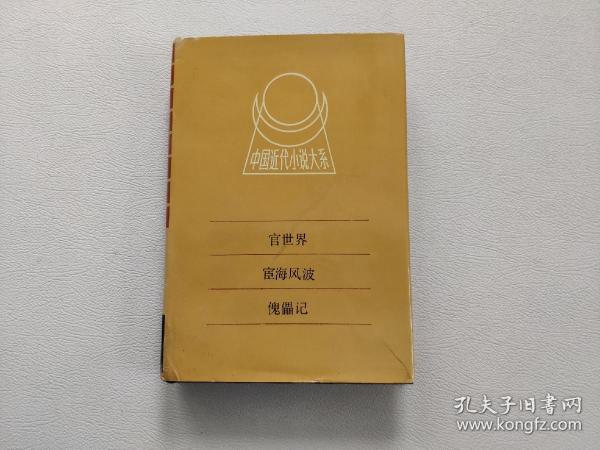 中国近代小说大系
官世界
宦海风波
傀儡记
孔夫子旧书网
www.kongfz.com